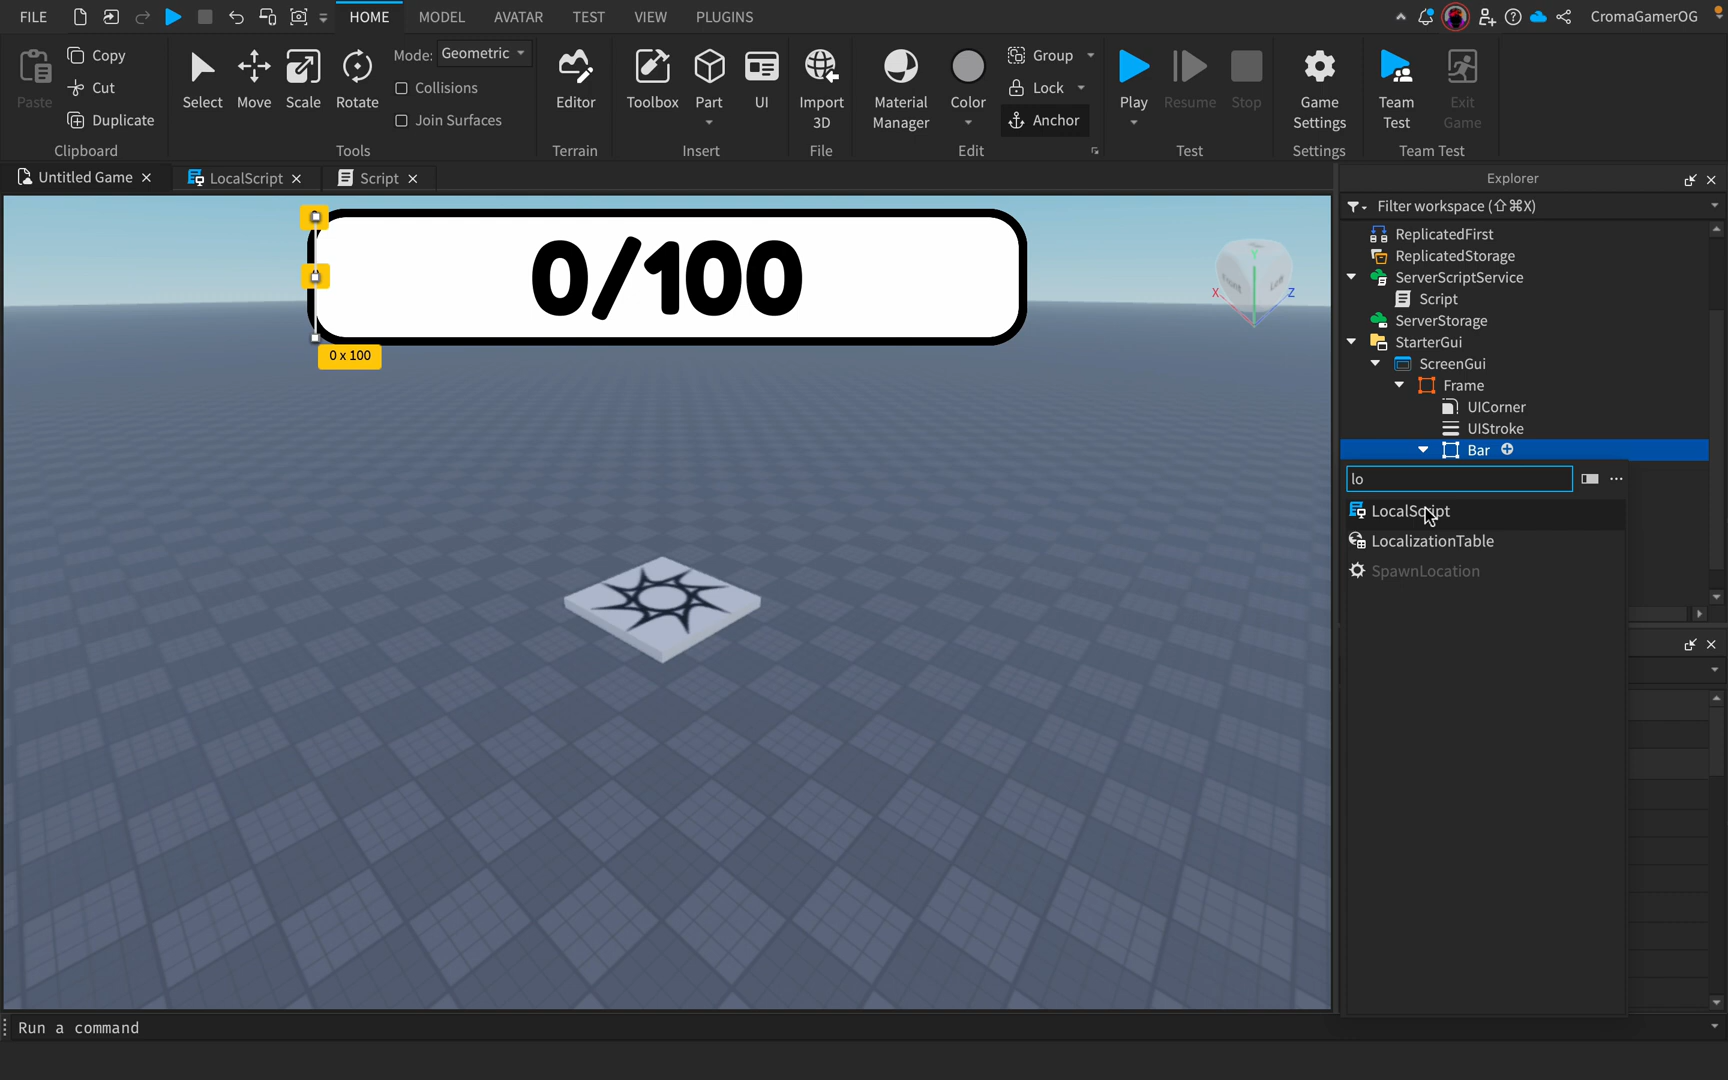 FILE
HOME
MODEL
AVATAR
TEST
VIEW
PLUGINS
CromaGamerOG
Paste
Copy
Cut
Duplicate
Clipboard
Select
Move
Scale
Rotate
Mode: Geometric
Collisions
Join Surfaces
Tools
Editor
Terrain
Toolbox
Part
UI
Insert
Import
3D
File
Material
Manager
Color
Group
Lock
Anchor
Edit
Play
Resume
Stop
Test
Game
Settings
Settings
Team
Test
Exit
Game
Team Test
Untitled Game
LocalScript
Script
Explorer
Filter workspace (⇧⌘X)
0/100
0 x 100
Y
X
Z
ReplicatedFirst
ReplicatedStorage
ServerScriptService
Script
ServerStorage
StarterGui
ScreenGui
Frame
UICorner
UIStroke
Bar
lo
LocalScript
LocalizationTable
SpawnLocation
Run a command